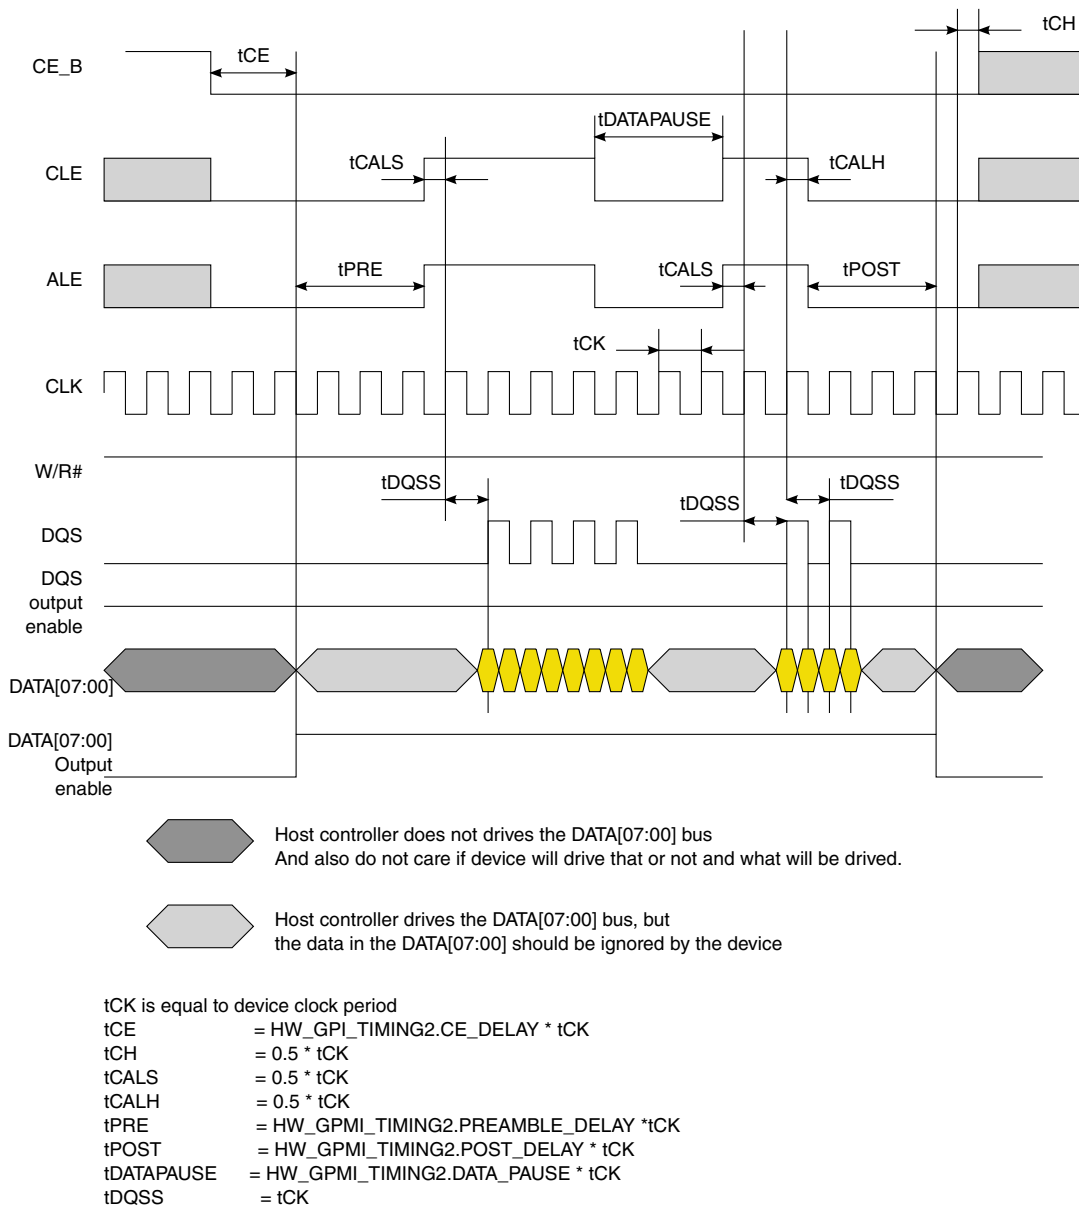 tCH
tCE
CE_B
tDATAPAUSE
tCALS
tCALH
CLE
tPRE
tCALS
tPOST
ALE
tCK
CLK
W/R#
tDQSS
tDQSS
tDQSS
DQS
DQS
output
enable
DATA[07:00]
DATA[07:00]
Output
enable
Host controller does not drives the DATA[07:00] bus
And also do not care if device will drive that or not and what will be drived.
Host controller drives the DATA[07:00] bus, but
the data in the DATA[07:00] should be ignored by the device
tCK is equal to device clock period
tCE = HW_GPI_TIMING2.CE_DELAY * tCK
tCH = 0.5 * tCK
tCALS = 0.5 * tCK
tCALH = 0.5 * tCK
tPRE = HW_GPMI_TIMING2.PREAMBLE_DELAY *tCK
tPOST = HW_GPMI_TIMING2.POST_DELAY * tCK
tDATAPAUSE = HW_GPMI_TIMING2.DATA_PAUSE * tCK
tDQSS = tCK